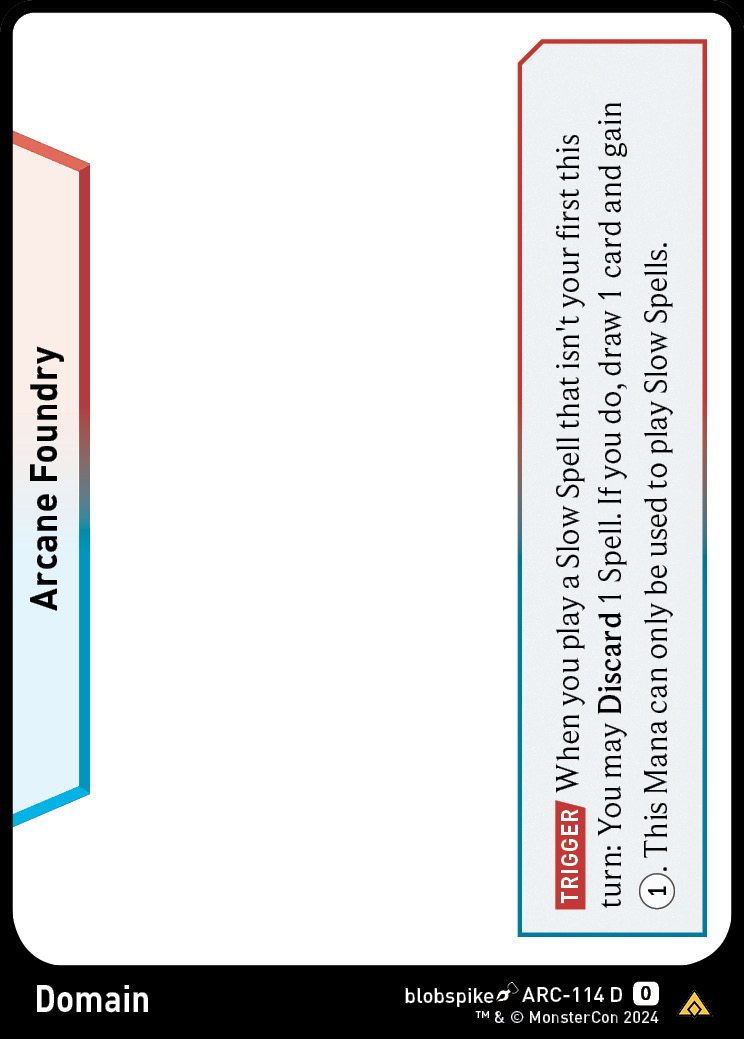 Arcane Foundry
TRIGGER When you play a Slow Spell that isn't your first this
turn: You may Discard 1 Spell. If you do, draw 1 card and gain
1. This Mana can only be used to play Slow Spells.
Domain
blobspike ARC-114 D 0
™ & © MonsterCon 2024